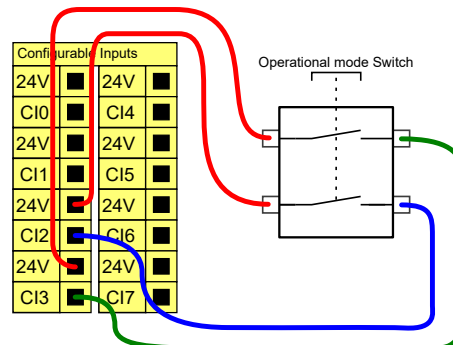 Configurable Inputs
Operational mode Switch
24V 24V
CI0 CI4
24V 24V
CI1 CI5
24V 24V
CI2 CI6
24V 24V
CI3 CI7